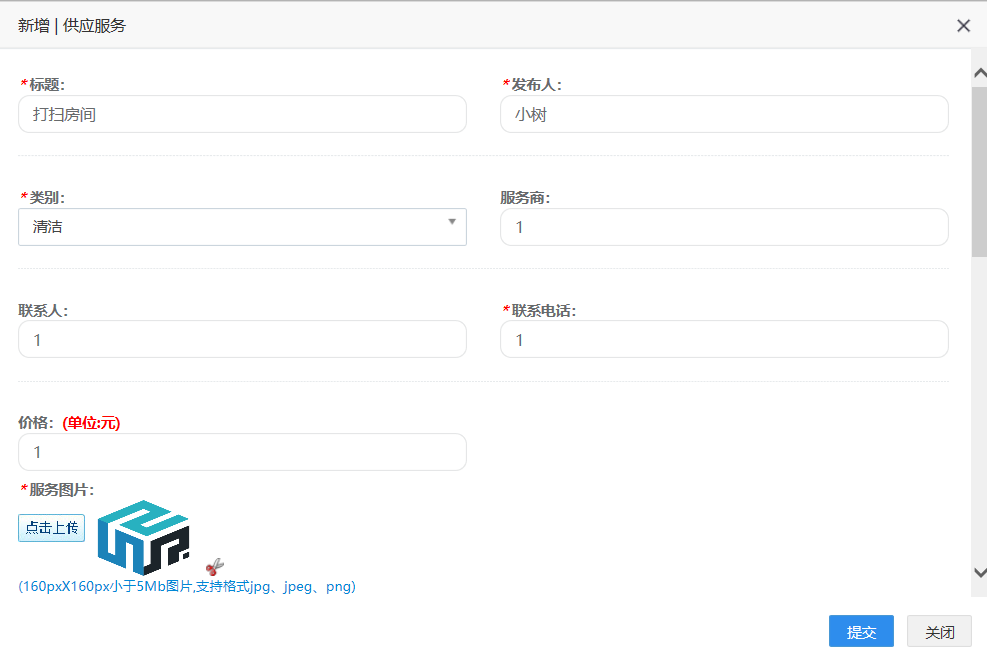 新增 | 供应服务
*标题:
*发布人:
打扫房间
小树
*类别:
服务商:
清洁
1
联系人:
*联系电话:
1
1
价格: (单位:元)
1
*服务图片:
点击上传
(160pxX160px小于5Mb图片,支持格式jpg、jpeg、png)
提交
关闭